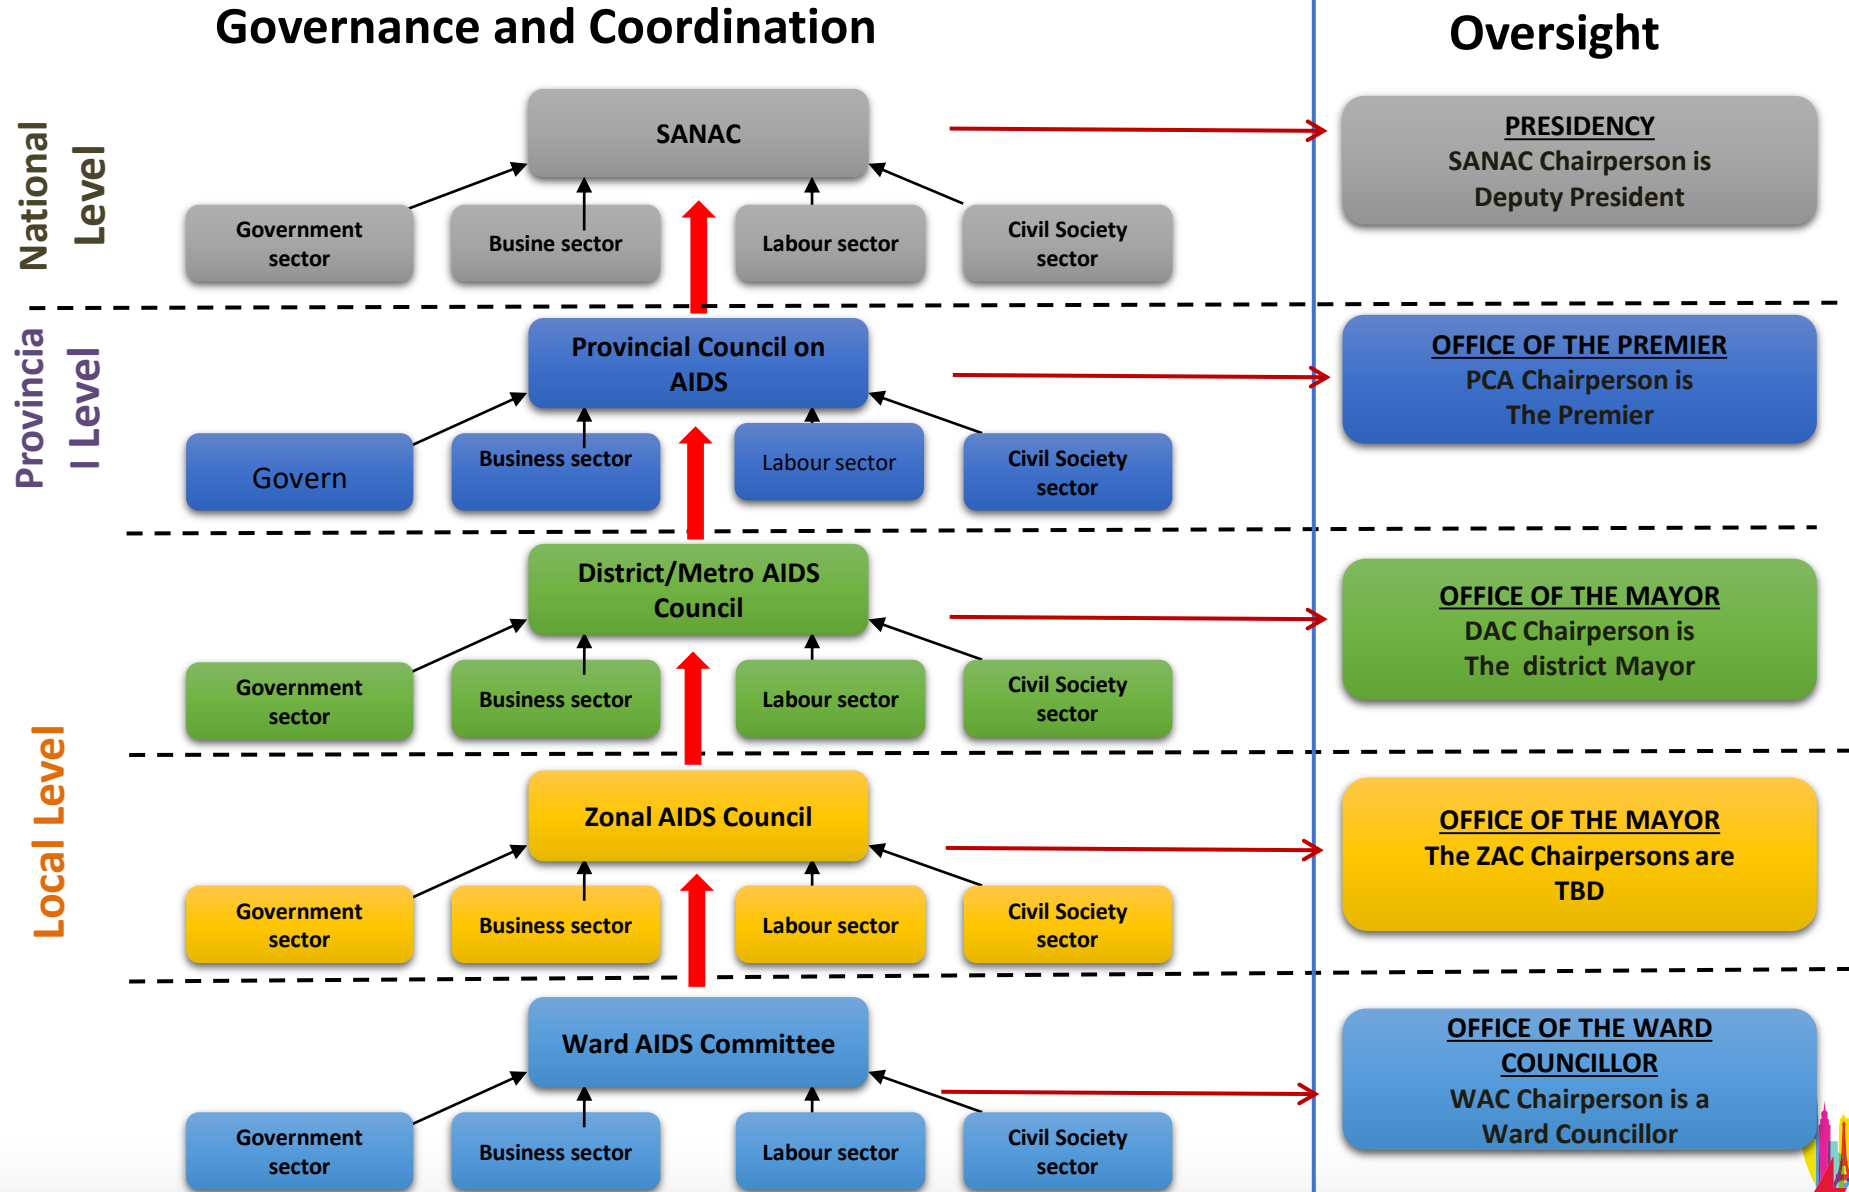 Governance and Coordination
Oversight
National
Level
SANAC
PRESIDENCY
SANAC Chairperson is
Deputy President
Government
sector
Busine sector
Labour sector
Civil Society
sector
Provincia
l Level
Provincial Council on
AIDS
OFFICE OF THE PREMIER
PCA Chairperson is
The Premier
Govern
Business sector
Labour sector
Civil Society
sector
Local Level
District/Metro AIDS
Council
OFFICE OF THE MAYOR
DAC Chairperson is
The district Mayor
Government
sector
Business sector
Labour sector
Civil Society
sector
Zonal AIDS Council
OFFICE OF THE MAYOR
The ZAC Chairpersons are
TBD
Government
sector
Business sector
Labour sector
Civil Society
sector
Ward AIDS Committee
OFFICE OF THE WARD
COUNCILLOR
WAC Chairperson is a
Ward Councillor
Government
sector
Business sector
Labour sector
Civil Society
sector